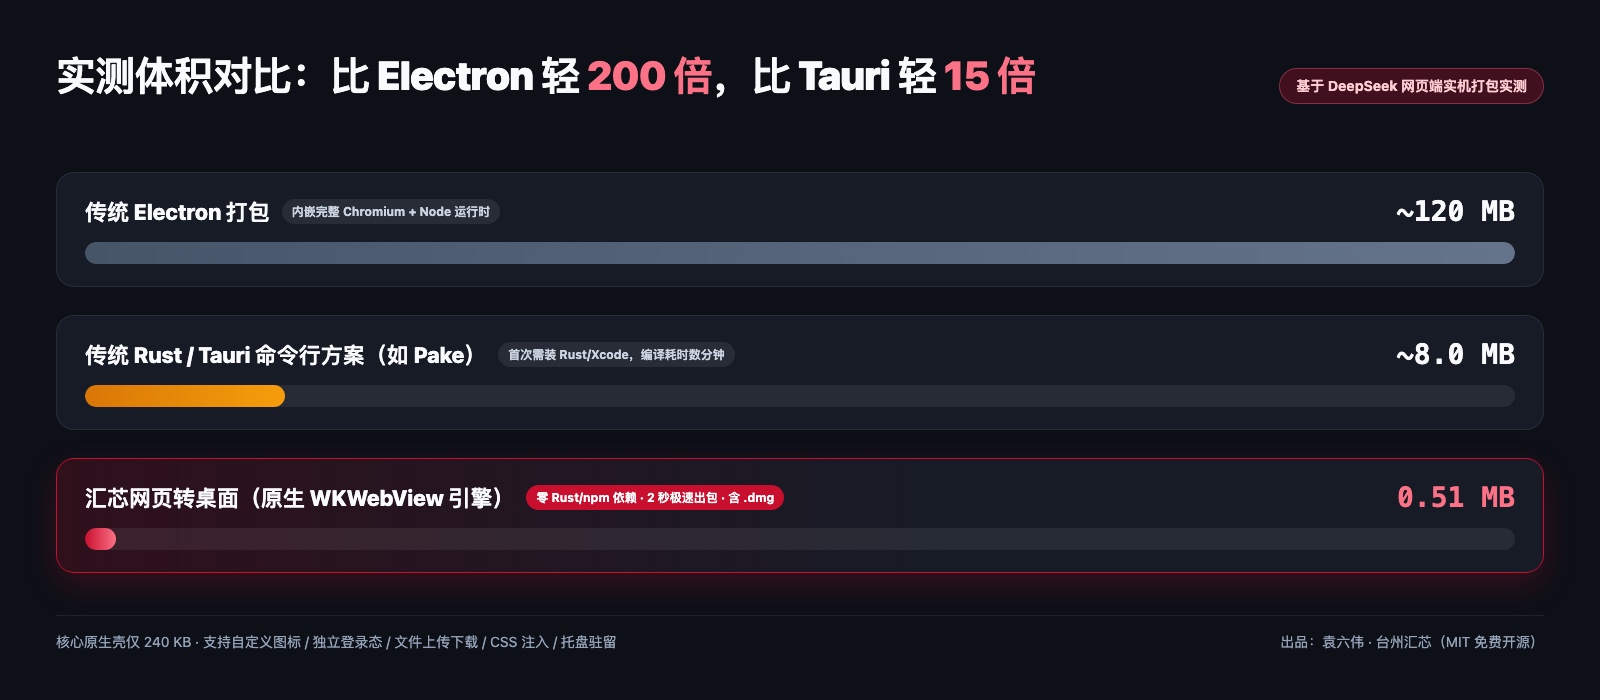 实测体积对比：比 Electron 轻 200 倍，比 Tauri 轻 15 倍
基于 DeepSeek 网页端实机打包实测
传统 Electron 打包
内嵌完整 Chromium + Node 运行时
~120 MB
传统 Rust / Tauri 命令行方案（如 Pake）
首次需装 Rust/Xcode，编译耗时数分钟
~8.0 MB
汇芯网页转桌面（原生 WKWebView 引擎）
零 Rust/npm 依赖 · 2 秒极速出包 · 含 .dmg
0.51 MB
核心原生壳仅 240 KB · 支持自定义图标 / 独立登录态 / 文件上传下载 / CSS 注入 / 托盘驻留
出品：袁六伟 · 台州汇芯（MIT 免费开源）